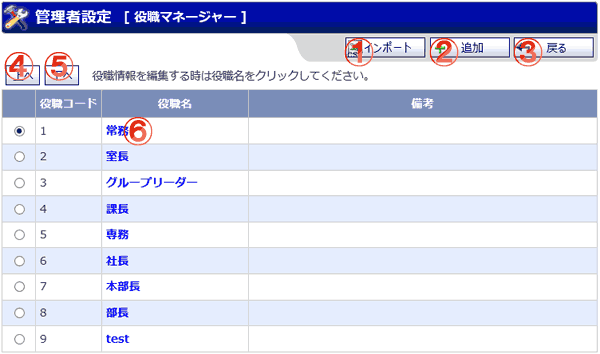 管理者設定 [ 役職マネージャー ]
① インポート ② 追加 ③ 戻る
④ 上へ ⑤ 下へ 役職情報を編集する時は役職名をクリックしてください。
役職コード 役職名 備考
1 常務 ⑥
2 室長
3 グループリーダー
4 課長
5 専務
6 社長
7 本部長
8 部長
9 test